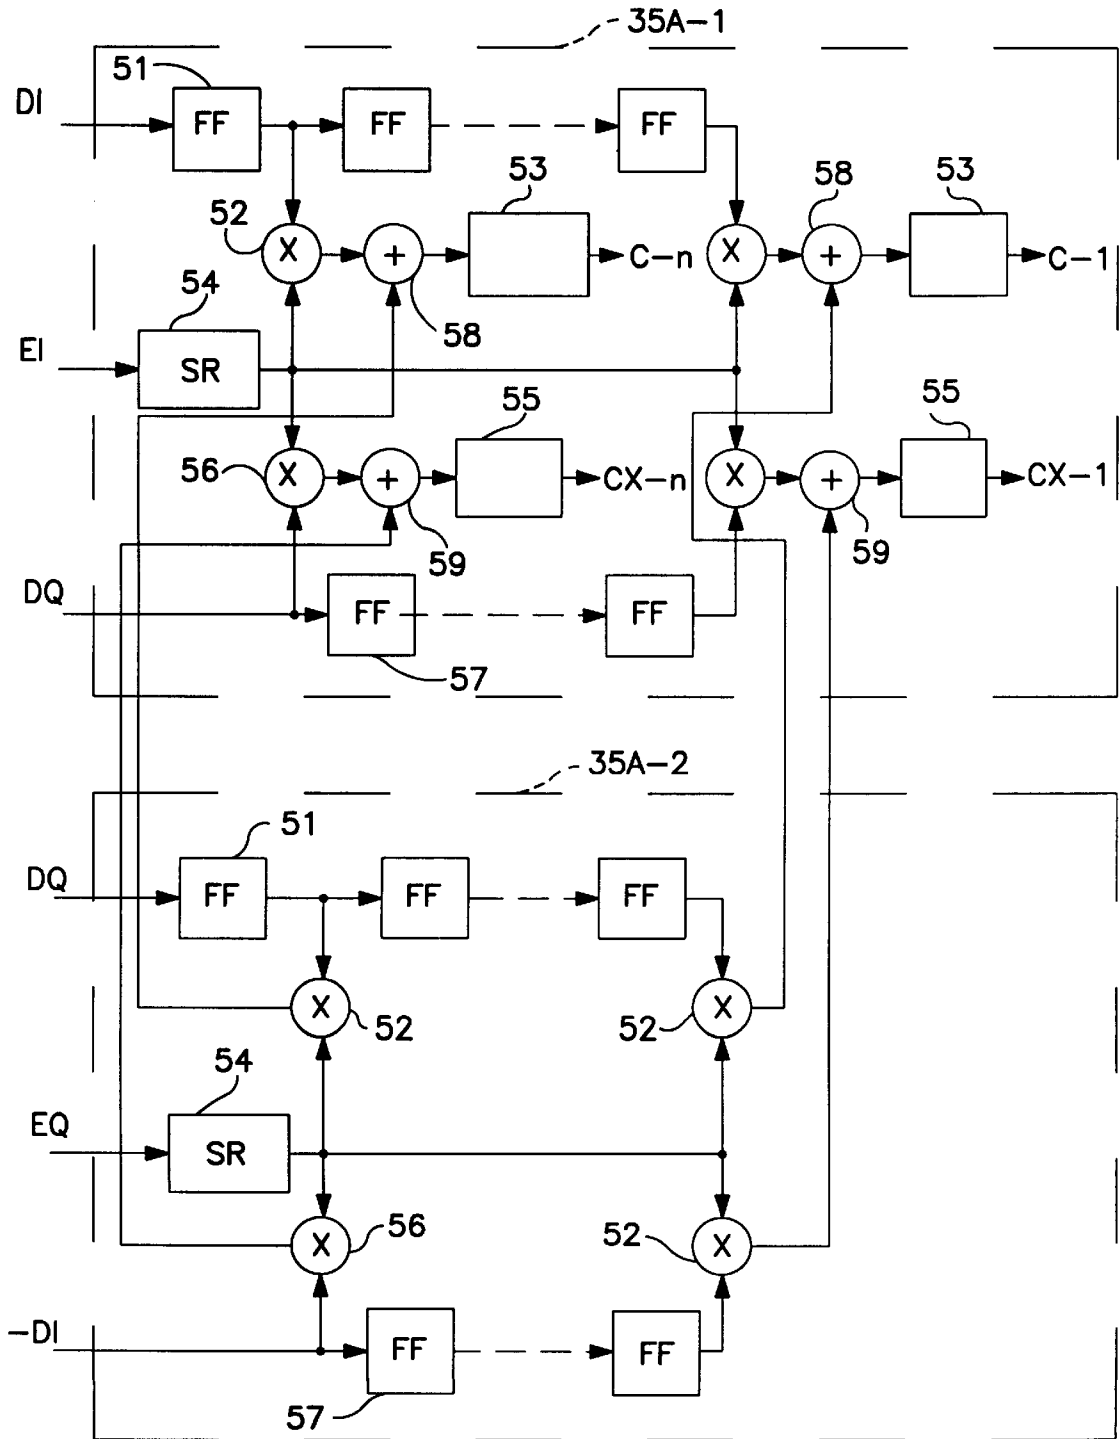 35A-1
51
DI
FF
FF
FF
52
X
+
53
C-n
58
X
58
+
53
C-1
54
EI
SR
55
55
56
X
+
CX-n
59
X
+
CX-1
59
DQ
FF
FF
57
35A-2
51
DQ
FF
FF
FF
X
52
52
X
54
EQ
SR
X
56
52
X
-DI
FF
FF
57